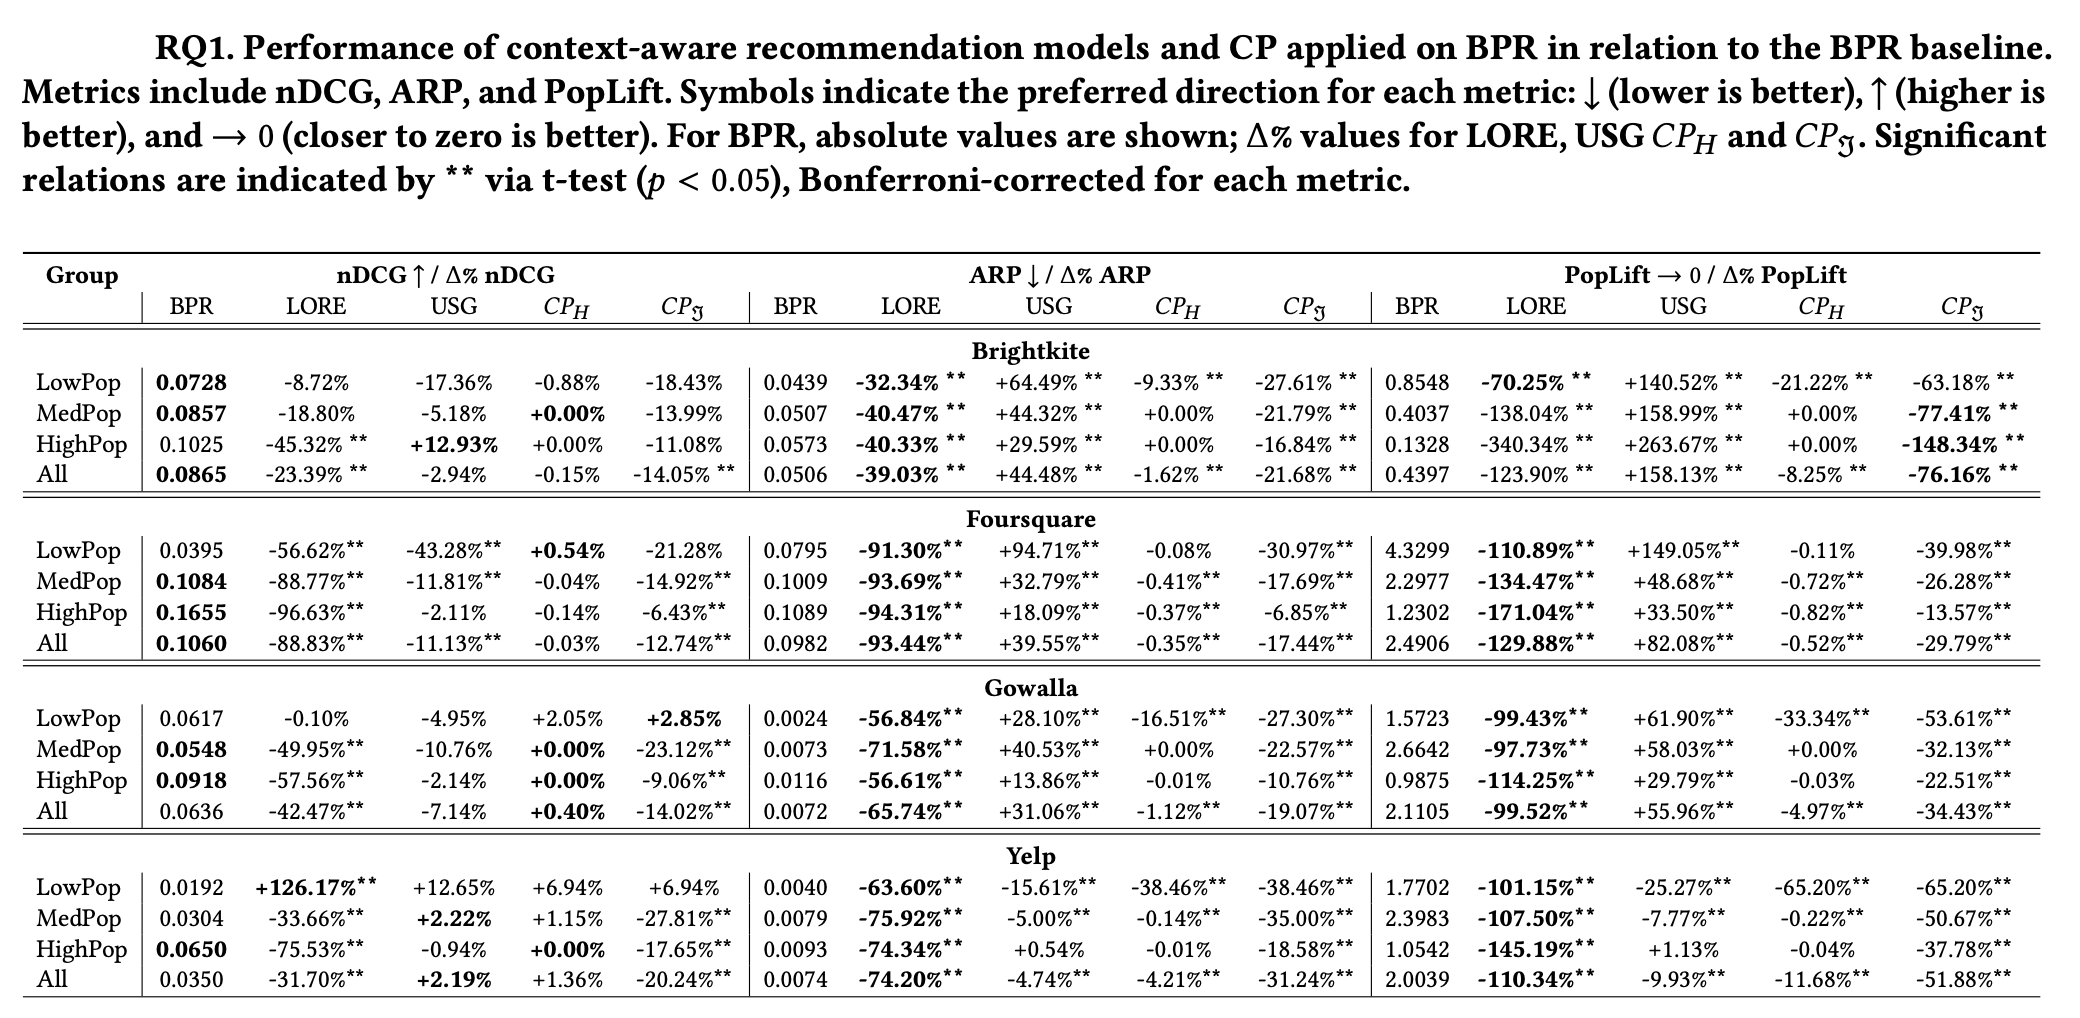 RQ1. Performance of context-aware recommendation models and CP applied on BPR in relation to the BPR baseline.
Metrics include nDCG, ARP, and PopLift. Symbols indicate the preferred direction for each metric: ↓ (lower is better), ↑ (higher is
better), and → 0 (closer to zero is better). For BPR, absolute values are shown; Δ% values for LORE, USG CP_H and CP_ℑ. Significant
relations are indicated by ** via t-test (p < 0.05), Bonferroni-corrected for each metric.
Group nDCG ↑ / Δ% nDCG ARP ↓ / Δ% ARP PopLift → 0 / Δ% PopLift
BPR LORE USG CP_H CP_ℑ BPR LORE USG CP_H CP_ℑ BPR LORE USG CP_H CP_ℑ
Brightkite
LowPop 0.0728 -8.72% -17.36% -0.88% -18.43% 0.0439 -32.34% ** +64.49% ** -9.33% ** -27.61% ** 0.8548 -70.25% ** +140.52% ** -21.22% ** -63.18% **
MedPop 0.0857 -18.80% -5.18% +0.00% -13.99% 0.0507 -40.47% ** +44.32% ** +0.00% -21.79% ** 0.4037 -138.04% ** +158.99% ** +0.00% -77.41% **
HighPop 0.1025 -45.32% ** +12.93% +0.00% -11.08% 0.0573 -40.33% ** +29.59% ** +0.00% -16.84% ** 0.1328 -340.34% ** +263.67% ** +0.00% -148.34% **
All 0.0865 -23.39% ** -2.94% -0.15% -14.05% ** 0.0506 -39.03% ** +44.48% ** -1.62% ** -21.68% ** 0.4397 -123.90% ** +158.13% ** -8.25% ** -76.16% **
Foursquare
LowPop 0.0395 -56.62%** -43.28%** +0.54% -21.28% 0.0795 -91.30%** +94.71%** -0.08% -30.97%** 4.3299 -110.89%** +149.05%** -0.11% -39.98%**
MedPop 0.1084 -88.77%** -11.81%** -0.04% -14.92%** 0.1009 -93.69%** +32.79%** -0.41%** -17.69%** 2.2977 -134.47%** +48.68%** -0.72%** -26.28%**
HighPop 0.1655 -96.63%** -2.11% -0.14% -6.43%** 0.1089 -94.31%** +18.09%** -0.37%** -6.85%** 1.2302 -171.04%** +33.50%** -0.82%** -13.57%**
All 0.1060 -88.83%** -11.13%** -0.03% -12.74%** 0.0982 -93.44%** +39.55%** -0.35%** -17.44%** 2.4906 -129.88%** +82.08%** -0.52%** -29.79%**
Gowalla
LowPop 0.0617 -0.10% -4.95% +2.05% +2.85% 0.0024 -56.84%** +28.10%** -16.51%** -27.30%** 1.5723 -99.43%** +61.90%** -33.34%** -53.61%**
MedPop 0.0548 -49.95%** -10.76% +0.00% -23.12%** 0.0073 -71.58%** +40.53%** +0.00% -22.57%** 2.6642 -97.73%** +58.03%** +0.00% -32.13%**
HighPop 0.0918 -57.56%** -2.14% +0.00% -9.06%** 0.0116 -56.61%** +13.86%** -0.01% -10.76%** 0.9875 -114.25%** +29.79%** -0.03% -22.51%**
All 0.0636 -42.47%** -7.14% +0.40% -14.02%** 0.0072 -65.74%** +31.06%** -1.12%** -19.07%** 2.1105 -99.52%** +55.96%** -4.97%** -34.43%**
Yelp
LowPop 0.0192 +126.17%** +12.65% +6.94% +6.94% 0.0040 -63.60%** -15.61%** -38.46%** -38.46%** 1.7702 -101.15%** -25.27%** -65.20%** -65.20%**
MedPop 0.0304 -33.66%** +2.22% +1.15% -27.81%** 0.0079 -75.92%** -5.00%** -0.14%** -35.00%** 2.3983 -107.50%** -7.77%** -0.22%** -50.67%**
HighPop 0.0650 -75.53%** -0.94% +0.00% -17.65%** 0.0093 -74.34%** +0.54% -0.01% -18.58%** 1.0542 -145.19%** +1.13% -0.04% -37.78%**
All 0.0350 -31.70%** +2.19% +1.36% -20.24%** 0.0074 -74.20%** -4.74%** -4.21%** -31.24%** 2.0039 -110.34%** -9.93%** -11.68%** -51.88%**